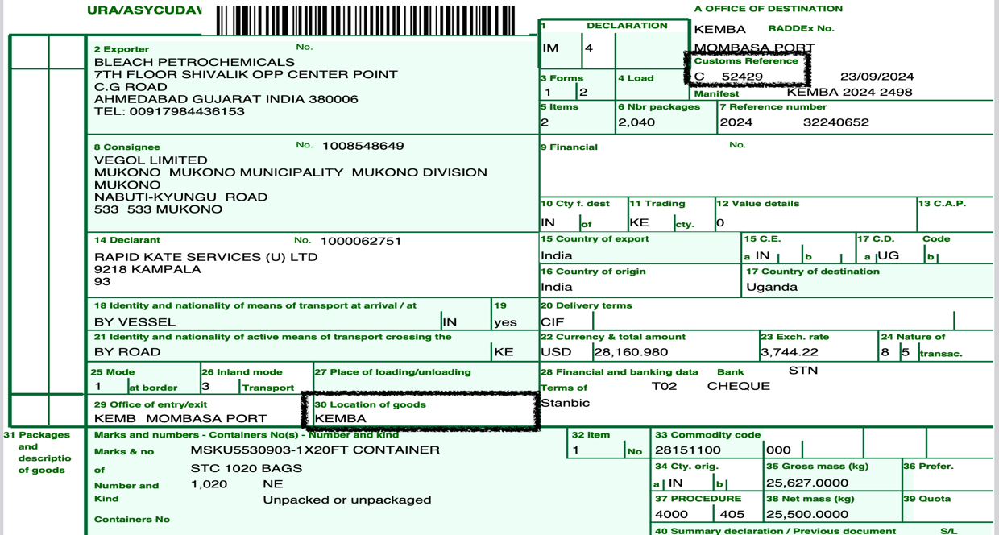 URA/ASYCUDAW
A OFFICE OF DESTINATION
1 DECLARATION
KEMBA RADDEx No.
IM 4
MOMBASA PORT
Customs Reference
C 52429 23/09/2024
Manifest KEMBA 2024 2498
2 Exporter No.
BLEACH PETROCHEMICALS
7TH FLOOR SHIVALIK OPP CENTER POINT
C.G ROAD
AHMEDABAD GUJARAT INDIA 380006
TEL: 00917984436153
3 Forms 4 Load
1 2
5 Items 6 Nbr packages 7 Reference number
2 2,040 2024 32240652
8 Consignee No. 1008548649
VEGOL LIMITED
MUKONO MUKONO MUNICIPALITY MUKONO DIVISION
MUKONO
NABUTI-KYUNGU ROAD
533 533 MUKONO
9 Financial No.
10 Cty f. dest 11 Trading 12 Value details 13 C.A.P.
IN of KE cty. 0
14 Declarant No. 1000062751
RAPID KATE SERVICES (U) LTD
9218 KAMPALA
93
15 Country of export 15 C.E. 17 C.D. Code
India a IN b a UG b
16 Country of origin 17 Country of destination
India Uganda
18 Identity and nationality of means of transport at arrival / at 19 20 Delivery terms
BY VESSEL IN yes CIF
21 Identity and nationality of active means of transport crossing the 22 Currency & total amount 23 Exch. rate 24 Nature of
BY ROAD KE USD 28,160.980 3,744.22 8 5 transac.
25 Mode 26 Inland mode 27 Place of loading/unloading 28 Financial and banking data Bank STN
1 at border 3 Transport Terms of T02 CHEQUE
29 Office of entry/exit 30 Location of goods Stanbic
KEMB MOMBASA PORT KEMBA
31 Packages and descriptio of goods
Marks and numbers - Containers No(s) - Number and kind 32 Item 33 Commodity code
Marks & no MSKU5530903-1X20FT CONTAINER 1 No 28151100 000
of STC 1020 BAGS 34 Cty. orig. 35 Gross mass (kg) 36 Prefer.
Number and 1,020 NE a IN b 25,627.0000
Kind Unpacked or unpackaged 37 PROCEDURE 38 Net mass (kg) 39 Quota
4000 405 25,500.0000
Containers No
40 Summary declaration / Previous document S/L